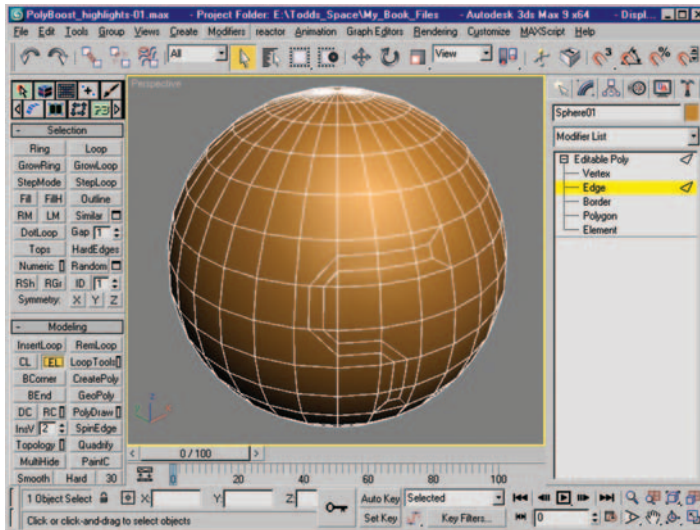 PolyBoost_highlights-01.max - Project Folder: E:\Todds_Space\My_Book_Files - Autodesk 3ds Max 9 x64 - Displ...
File Edit Tools Group Views Create Modifiers reactor Animation Graph Editors Rendering Customize MAXScript Help
All View
Perspective
Sphere01
Modifier List
Editable Poly
Vertex
Edge
Border
Polygon
Element
- Selection
Ring Loop
GrowRing GrowLoop
StepMode StepLoop
Fill FillH Outline
RM LM Similar
DotLoop Gap 1
Tops HardEdges
Numeric Random
RSh RGr ID 1
Symmetry: X Y Z
- Modeling
InsertLoop RemLoop
CL EL LoopTools
BCorner CreatePoly
BEnd GeoPoly
DC RC PolyDraw
InsV 2 SpinEdge
Topology Quadrify
MultiHide PaintC
Smooth Hard 30
z
< 0 / 100 >
0 20 40 60 80 100
1 Object Select X: Y: Z: Auto Key Selected
Click or click-and-drag to select objects Set Key Key Filters... 0